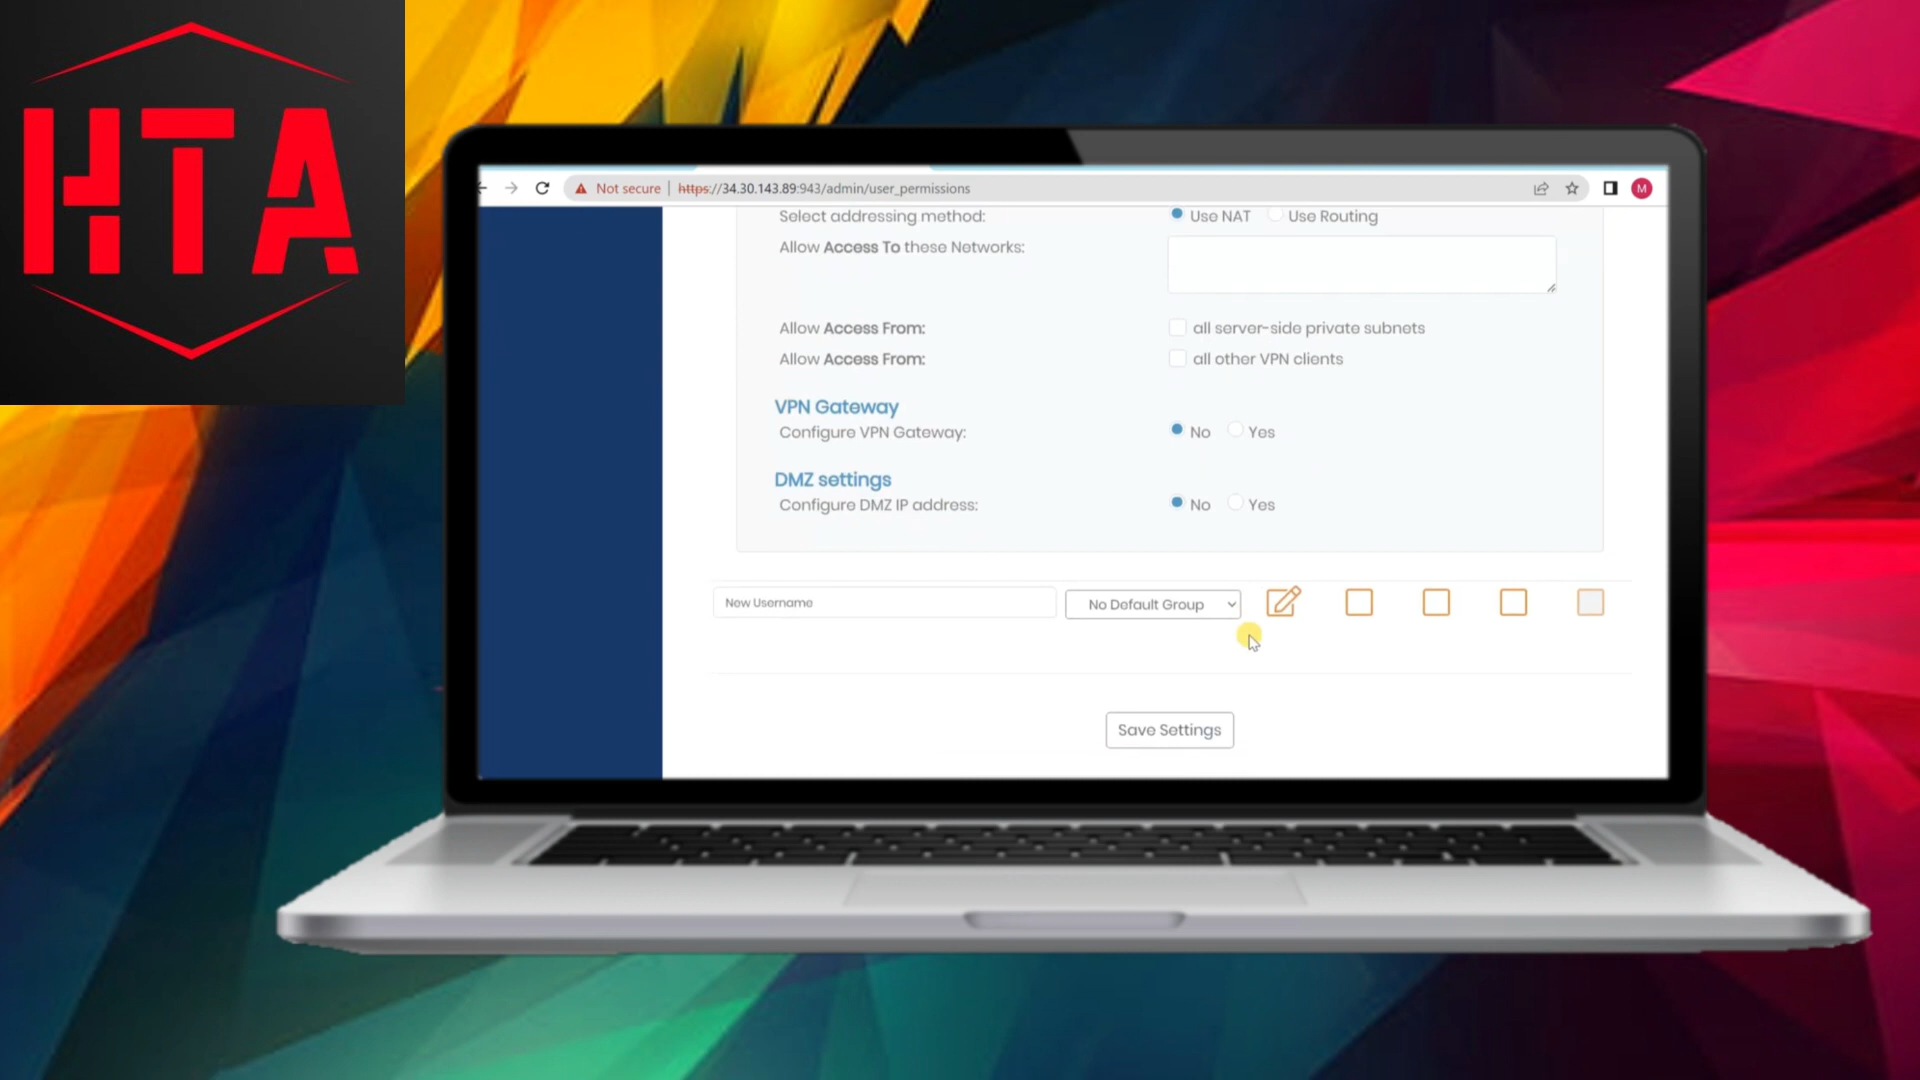 HTA
Not secure | https://34.30.143.89:943/admin/user_permissions
M
Select addressing method: Use NAT Use Routing
Allow Access To these Networks:
Allow Access From: all server-side private subnets
Allow Access From: all other VPN clients
VPN Gateway
Configure VPN Gateway: No Yes
DMZ settings
Configure DMZ IP address: No Yes
New Username No Default Group
Save Settings